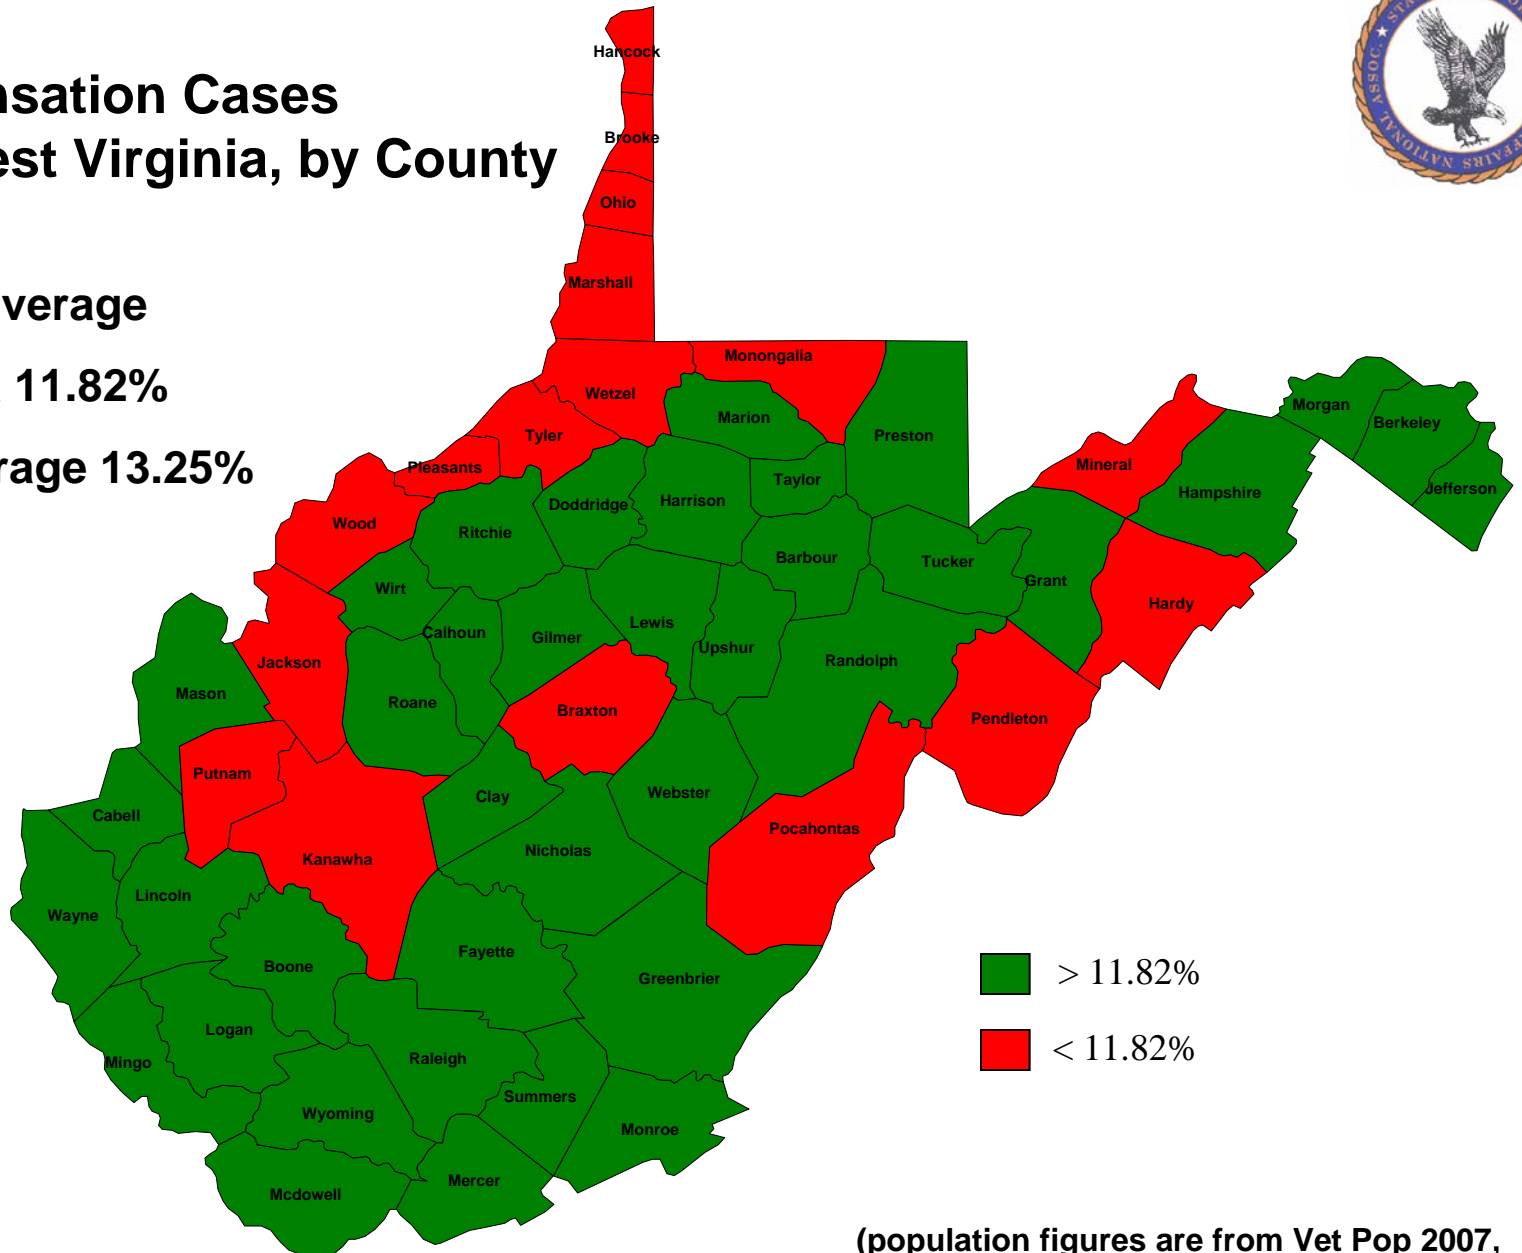 nsation Cases
est Virginia, by County
verage
11.82%
rage 13.25%
NATIONAL ASSOC. ★ STA
AFFAIRS
Hancock
Brooke
Ohio
Marshall
Monongalia
Wetzel
Marion
Tyler
Preston
Pleasants
Taylor
Harrison
Doddridge
Wood
Ritchie
Mineral
Hampshire
Morgan
Berkeley
Jefferson
Barbour
Tucker
Grant
Hardy
Wirt
Calhoun
Gilmer
Lewis
Upshur
Randolph
Jackson
Mason
Roane
Braxton
Pendleton
Putnam
Clay
Webster
Cabell
Pocahontas
Nicholas
Kanawha
Lincoln
Wayne
Fayette
Boone
Greenbrier
Logan
Raleigh
Mingo
Summers
Wyoming
Monroe
Mercer
Mcdowell
> 11.82%
< 11.82%
(population figures are from Vet Pop 2007,